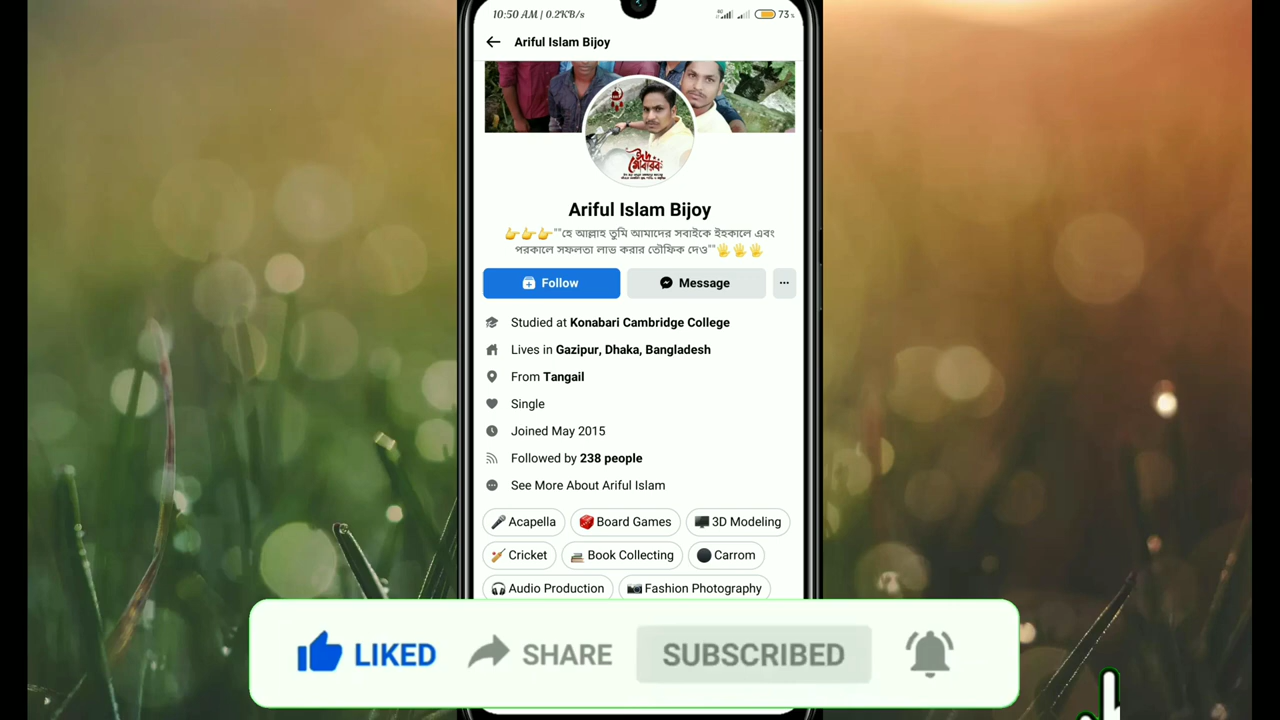 10:50 AM | 0.2KB/s
73%
Ariful Islam Bijoy
ঈদ
মোবারক
Ariful Islam Bijoy
👉👉👉""হে আল্লাহ তুমি আমাদের সবাইকে ইহকালে এবং
পরকালে সফলতা লাভ করার তৌফিক দেও""🖐🖐🖐
Follow
Message
Studied at Konabari Cambridge College
Lives in Gazipur, Dhaka, Bangladesh
From Tangail
Single
Joined May 2015
Followed by 238 people
See More About Ariful Islam
Acapella Board Games 3D Modeling
Cricket Book Collecting Carrom
Audio Production Fashion Photography
LIKED SHARE SUBSCRIBED